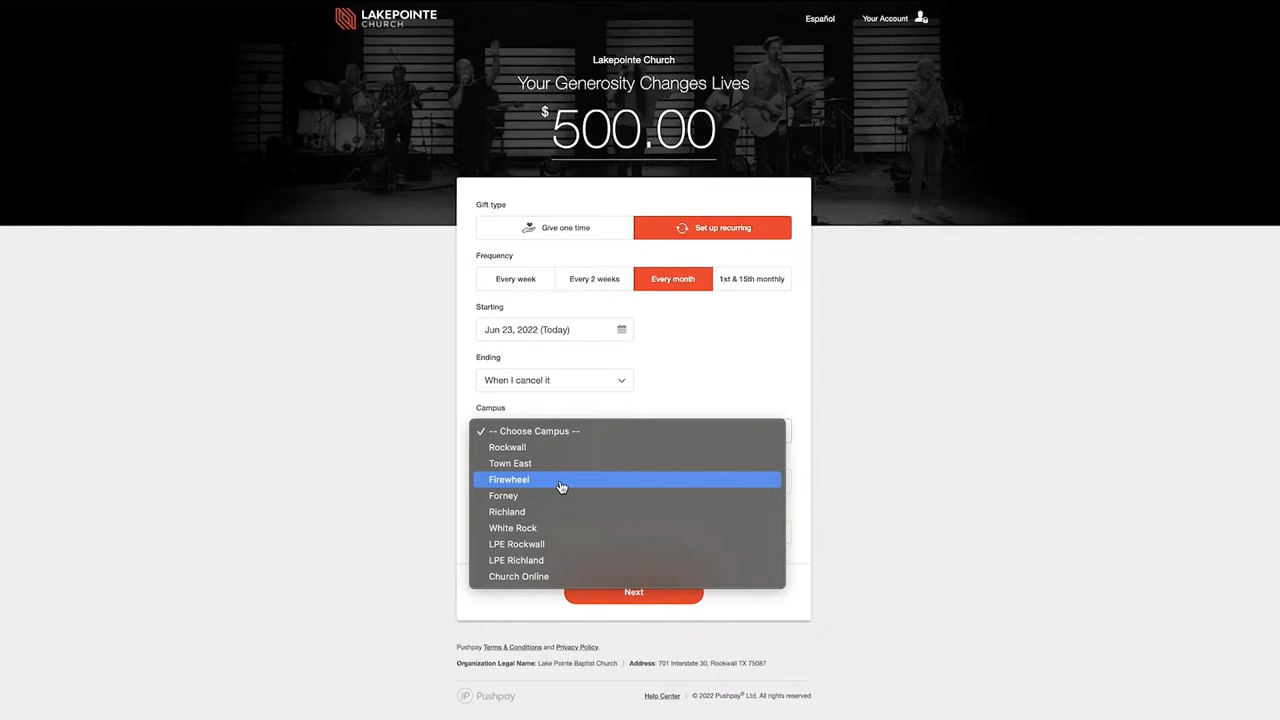 LAKEPOINTE
CHURCH
Español
Your Account
Lakepointe Church
Your Generosity Changes Lives
$500.00
Gift type
Give one time
Set up recurring
Frequency
Every week
Every 2 weeks
Every month
1st & 15th monthly
Starting
Jun 23, 2022 (Today)
Ending
When I cancel it
Campus
✓ -- Choose Campus --
Rockwall
Town East
Firewheel
Forney
Richland
White Rock
LPE Rockwall
LPE Richland
Church Online
Next
Pushpay Terms & Conditions and Privacy Policy.
Organization Legal Name: Lake Pointe Baptist Church | Address: 701 Interstate 30, Rockwall TX 75087
Pushpay
Help Center | © 2022 Pushpay® Ltd, All rights reserved